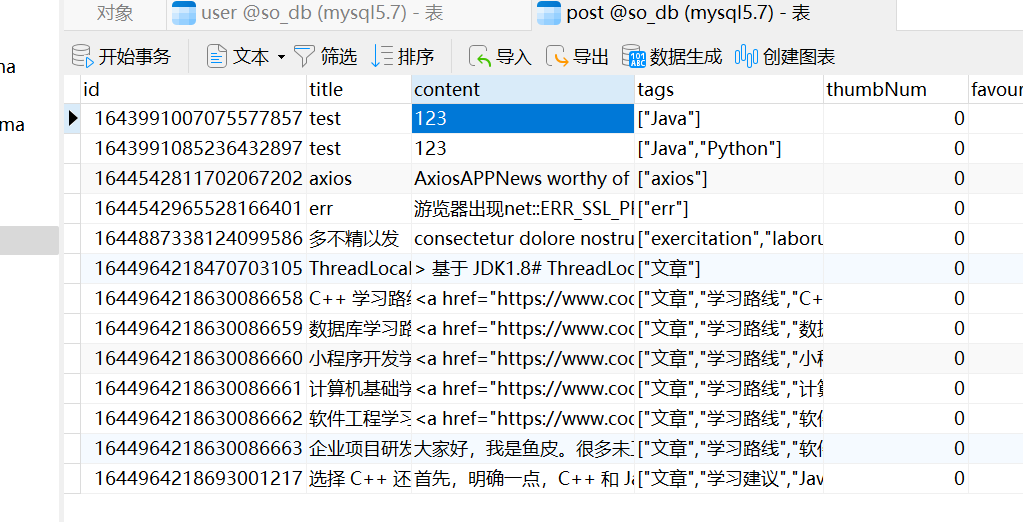 对象 user @so_db (mysql5.7) - 表 post @so_db (mysql5.7) - 表
开始事务 文本 筛选 排序 导入 导出 数据生成 创建图表
ma
ma
id title content tags thumbNum favour
1643991007075577857 test 123 ["Java"] 0
1643991085236432897 test 123 ["Java","Python"] 0
1644542811702067202 axios AxiosAPPNews worthy of ["axios"] 0
1644542965528166401 err 游览器出现net::ERR_SSL_PI ["err"] 0
1644887338124099586 多不精以发 consectetur dolore nostru ["exercitation","laboru 0
1644964218470703105 ThreadLocal > 基于 JDK1.8# ThreadLoc ["文章"] 0
1644964218630086658 C++ 学习路线 <a href="https://www.coc ["文章","学习路线","C+ 0
1644964218630086659 数据库学习路 <a href="https://www.coc ["文章","学习路线","数据 0
1644964218630086660 小程序开发学 <a href="https://www.coc ["文章","学习路线","小程 0
1644964218630086661 计算机基础学 <a href="https://www.coc ["文章","学习路线","计算 0
1644964218630086662 软件工程学习 <a href="https://www.coc ["文章","学习路线","软件 0
1644964218630086663 企业项目研发 大家好，我是鱼皮。很多未 ["文章","学习路线","软件 0
1644964218693001217 选择 C++ 还 首先，明确一点，C++ 和 Ja ["文章","学习建议","Jav 0